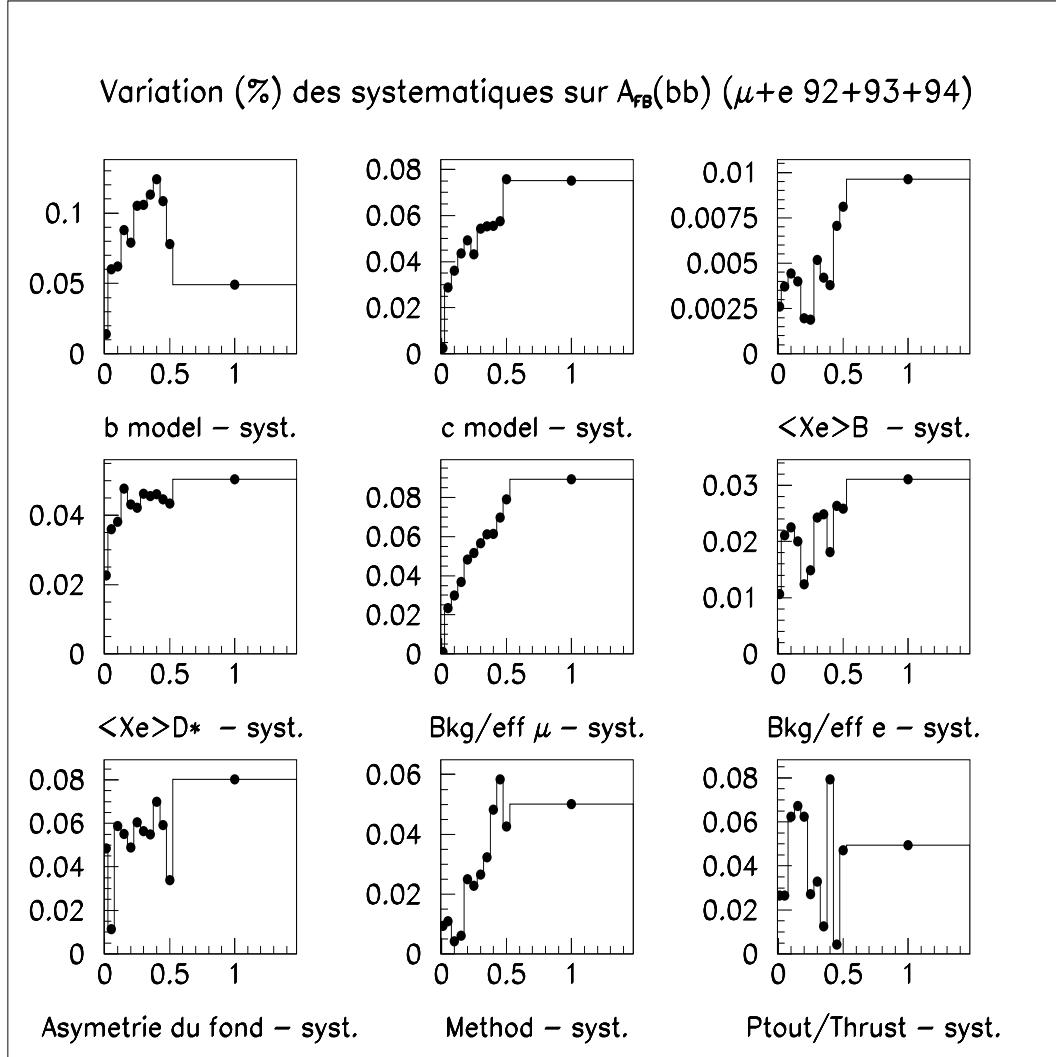 Variation (%) des systematiques sur A_FB(bb) (μ+e 92+93+94)
0.1
0.05
0
0 0.5 1
b model – syst.
0.08
0.06
0.04
0.02
0
0 0.5 1
c model – syst.
0.01
0.0075
0.005
0.0025
0
0 0.5 1
<Xe>B – syst.
0.04
0.02
0
0 0.5 1
<Xe>D* – syst.
0.08
0.06
0.04
0.02
0
0 0.5 1
Bkg/eff μ – syst.
0.03
0.02
0.01
0
0 0.5 1
Bkg/eff e – syst.
0.08
0.06
0.04
0.02
0
0 0.5 1
Asymetrie du fond – syst.
0.06
0.04
0.02
0
0 0.5 1
Method – syst.
0.08
0.06
0.04
0.02
0
0 0.5 1
Ptout/Thrust – syst.